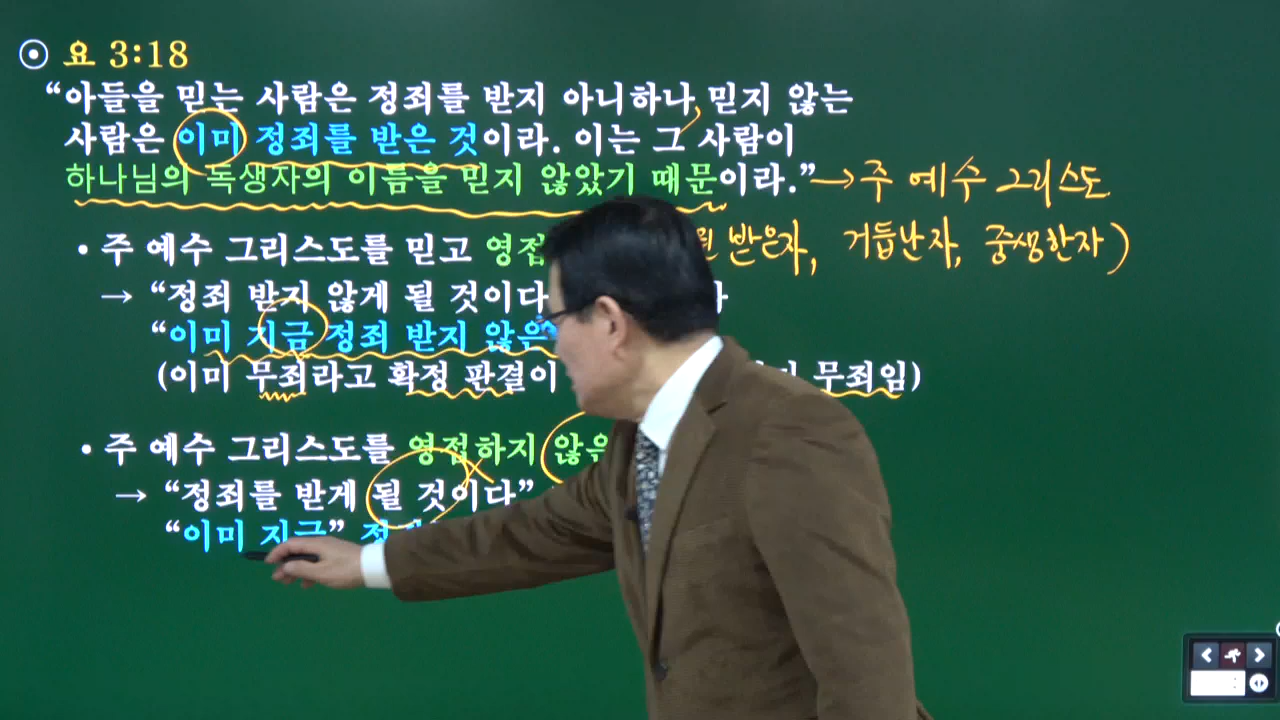 ⊙ 요 3:18
“아들을 믿는 사람은 정죄를 받지 아니하나 믿지 않는
사람은 이미 정죄를 받은 것이라. 이는 그 사람이
하나님의 독생자의 이름을 믿지 않았기 때문이라.” → 주 예수 그리스도
• 주 예수 그리스도를 믿고 영접 받은자, 거듭난자, 중생한자)
→ “정죄 받지 않게 될 것이다
“이미 지금 정죄 받지 않은
(이미 무죄라고 확정 판결이 무죄임)
• 주 예수 그리스도를 영접하지 않은
→ “정죄를 받게 될 것이다”
“이미 지금”